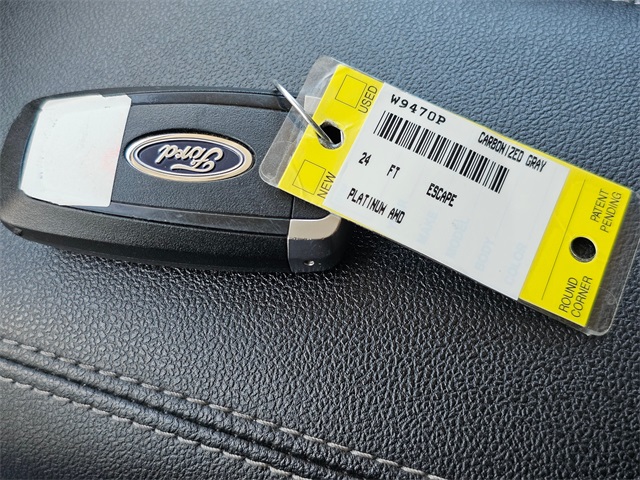 Ford
USED
NEW
W9470P
CARBONIZED GRAY
24 FT ESCAPE
PLATINUM AWD
PATENT
PENDING
ROUND
CORNER